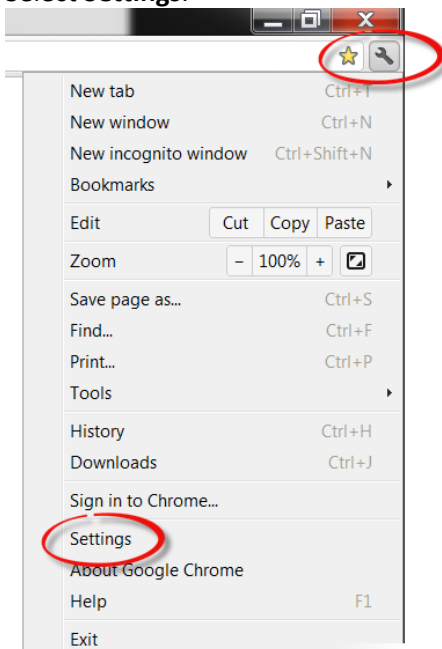 Select Settings.
New tab Ctrl+T
New window Ctrl+N
New incognito window Ctrl+Shift+N
Bookmarks
Edit Cut Copy Paste
Zoom - 100% +
Save page as...  Ctrl+S
Find... Ctrl+F
Print... Ctrl+P
Tools
History Ctrl+H
Downloads Ctrl+J
Sign in to Chrome...
Settings
About Google Chrome
Help F1
Exit